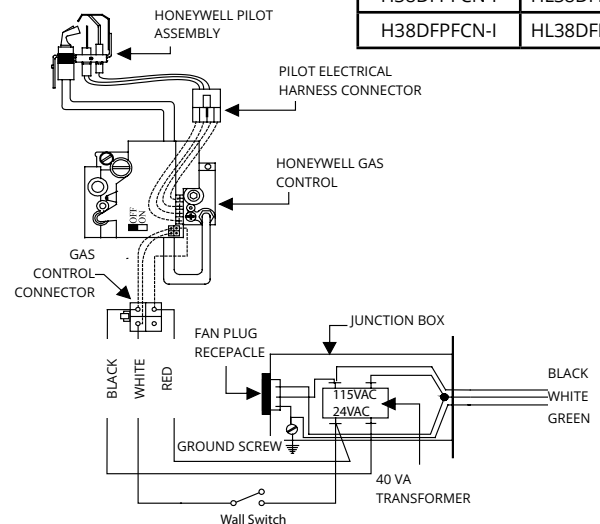 HONEYWELL PILOT
ASSEMBLY
H38DFPFCN-I
HL38DF
PILOT ELECTRICAL
HARNESS CONNECTOR
HONEYWELL GAS
CONTROL
OFF
ON
GAS
CONTROL
CONNECTOR
BLACK
WHITE
RED
FAN PLUG
RECEPACLE
JUNCTION BOX
115VAC
24VAC
BLACK
WHITE
GREEN
GROUND SCREW
40 VA
TRANSFORMER
Wall Switch